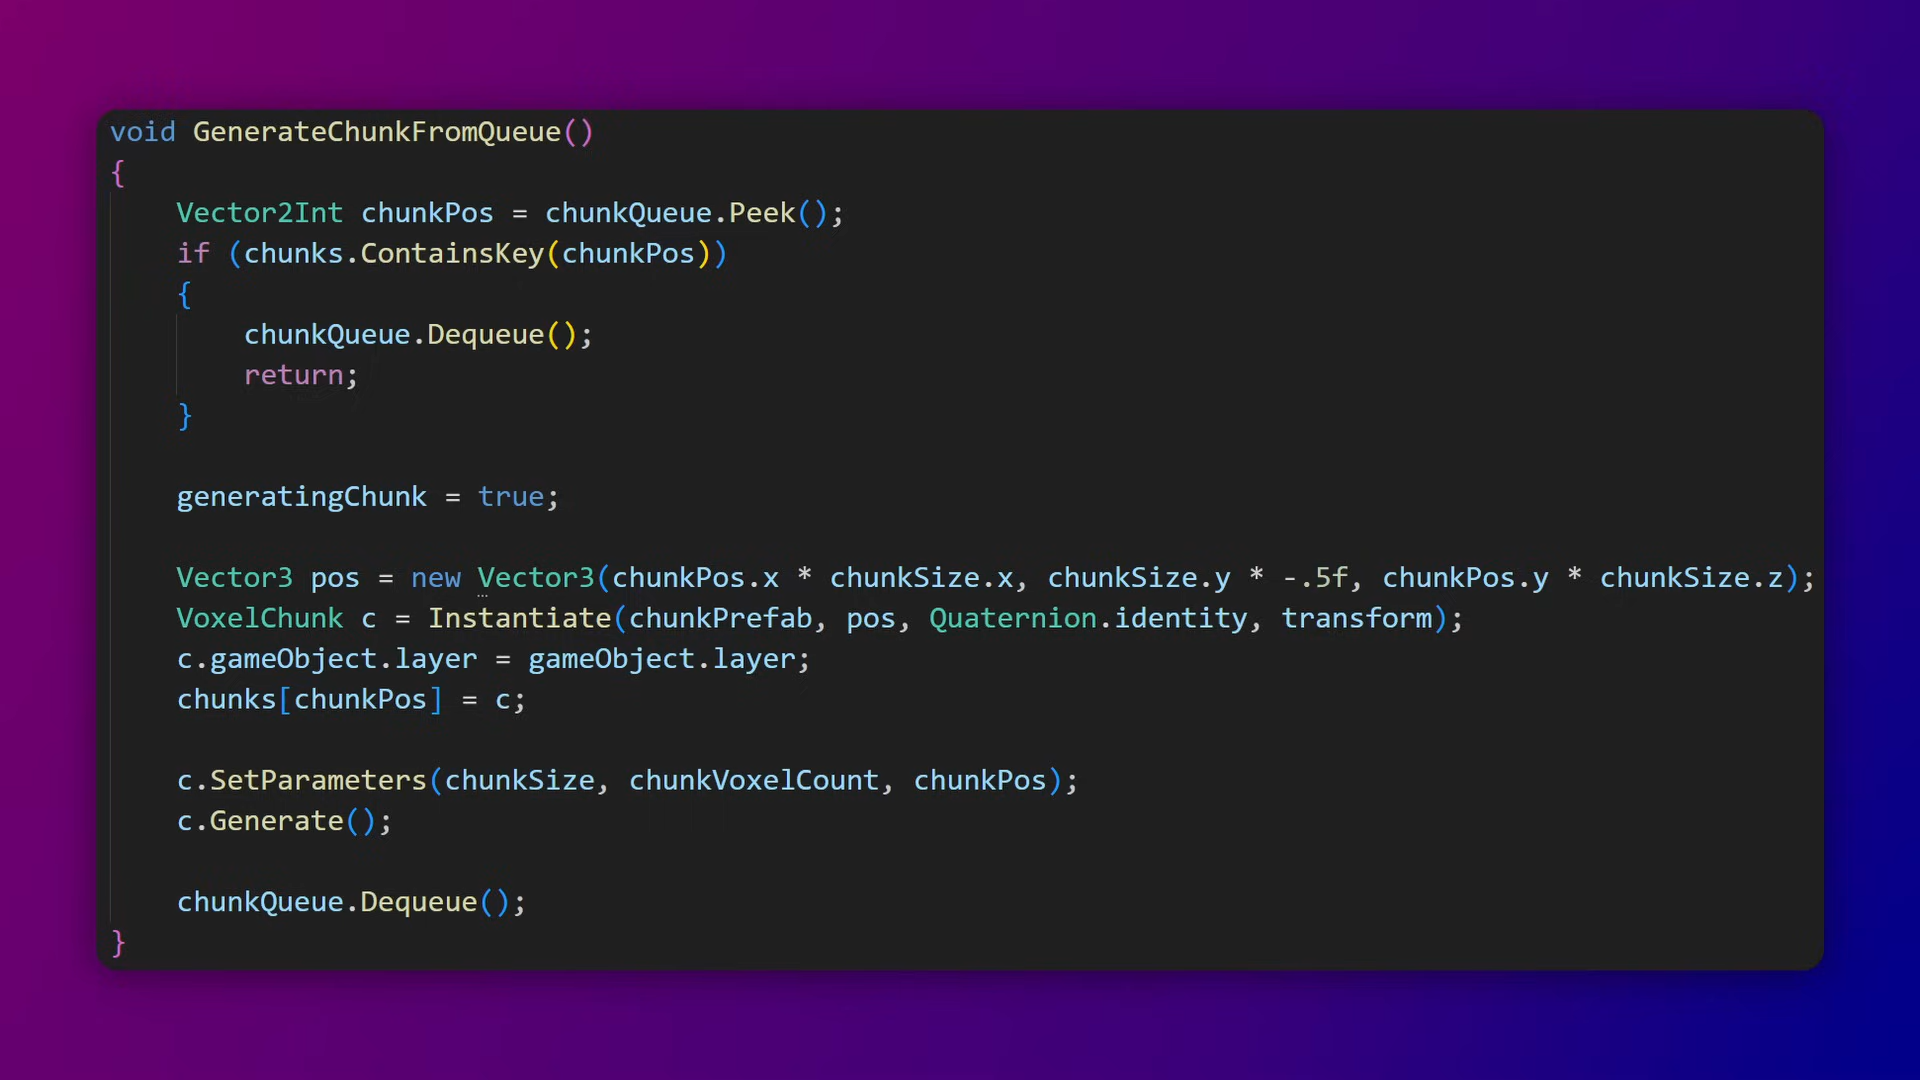 void GenerateChunkFromQueue()
{
    Vector2Int chunkPos = chunkQueue.Peek();
    if (chunks.ContainsKey(chunkPos))
    {
        chunkQueue.Dequeue();
        return;
    }

    generatingChunk = true;

    Vector3 pos = new Vector3(chunkPos.x * chunkSize.x, chunkSize.y * -.5f, chunkPos.y * chunkSize.z);
    VoxelChunk c = Instantiate(chunkPrefab, pos, Quaternion.identity, transform);
    c.gameObject.layer = gameObject.layer;
    chunks[chunkPos] = c;

    c.SetParameters(chunkSize, chunkVoxelCount, chunkPos);
    c.Generate();

    chunkQueue.Dequeue();
}